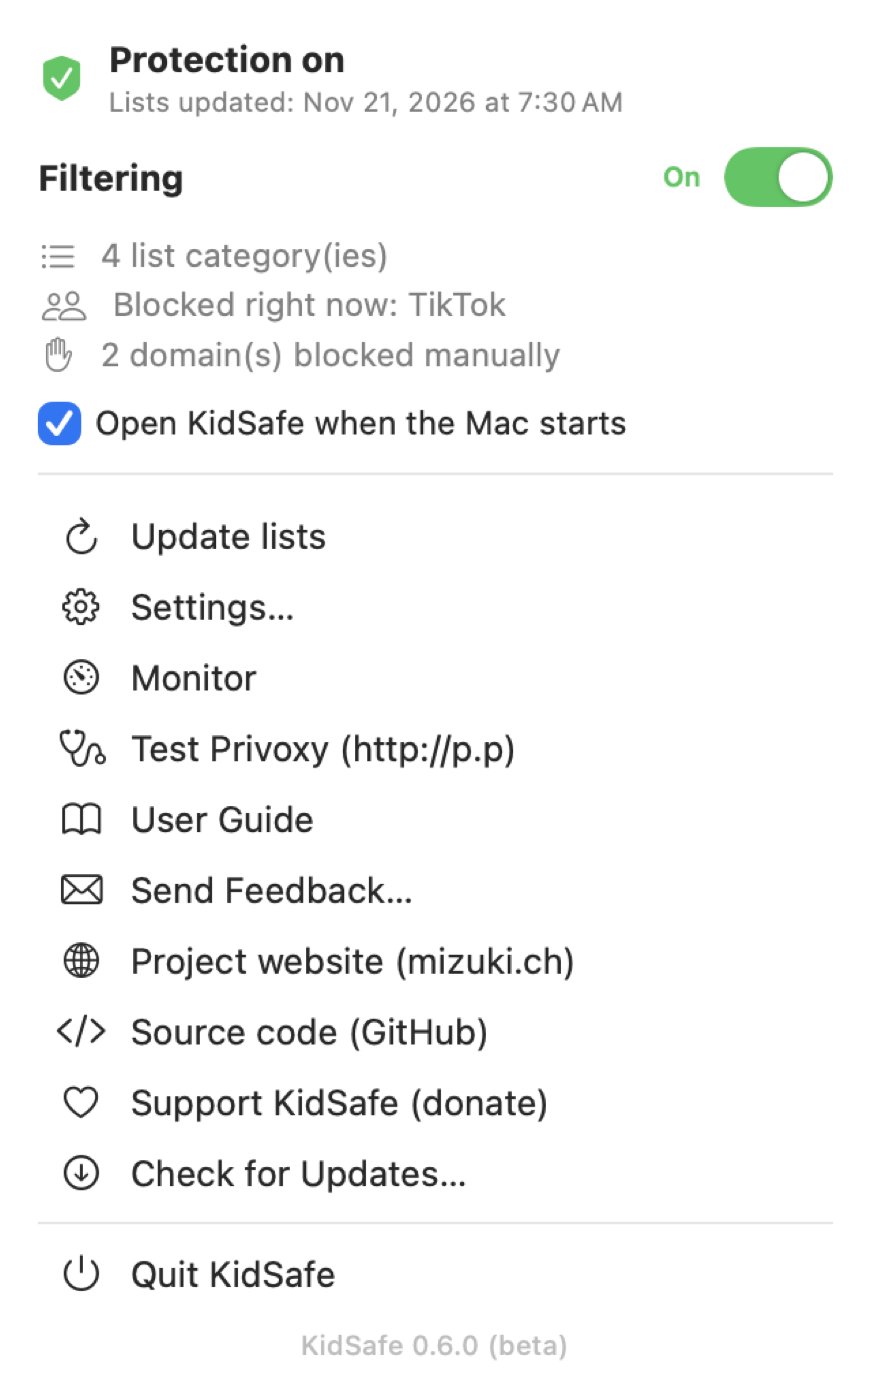 Protection on
Lists updated: Nov 21, 2026 at 7:30 AM
Filtering On
4 list category(ies)
Blocked right now: TikTok
2 domain(s) blocked manually
Open KidSafe when the Mac starts
Update lists
Settings...
Monitor
Test Privoxy (http://p.p)
User Guide
Send Feedback...
Project website (mizuki.ch)
Source code (GitHub)
Support KidSafe (donate)
Check for Updates...
Quit KidSafe
KidSafe 0.6.0 (beta)